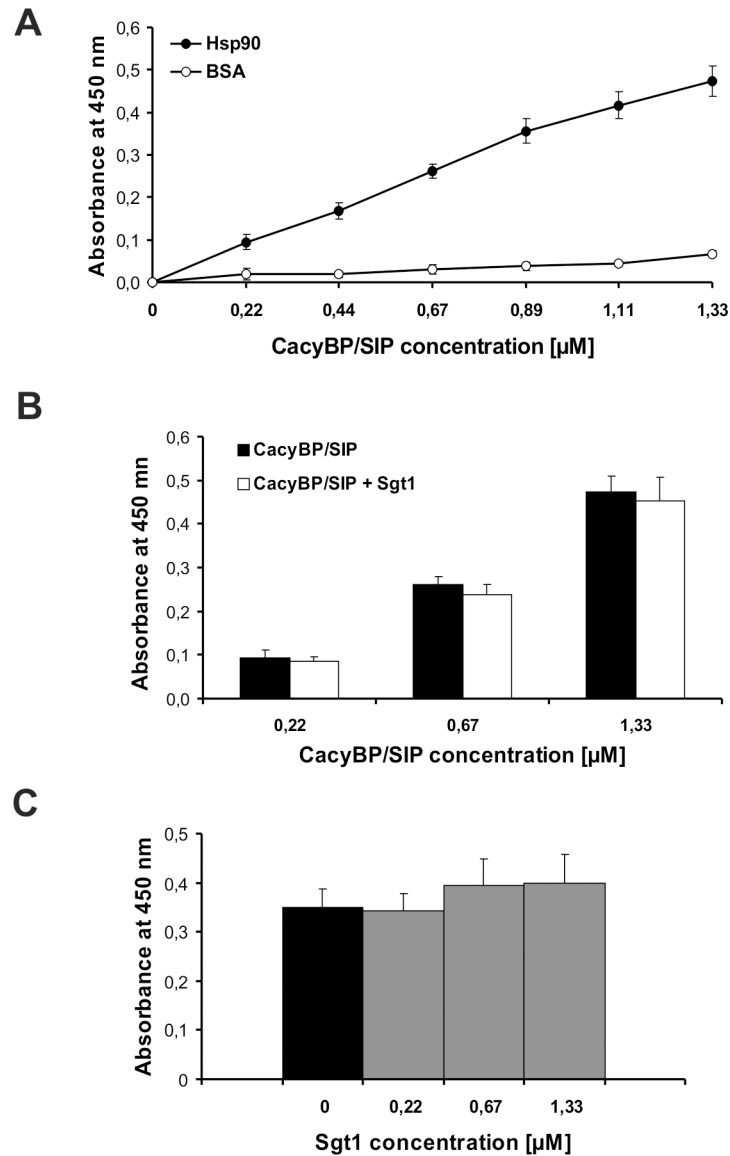 A
Absorbance at 450 nm
0,6
0,5
0,4
0,3
0,2
0,1
0,0
Hsp90
BSA
0 0,22 0,44 0,67 0,89 1,11 1,33
CacyBP/SIP concentration [µM]
B
Absorbance at 450 mn
0,6
0,5
0,4
0,3
0,2
0,1
0,0
CacyBP/SIP
CacyBP/SIP + Sgt1
0,22 0,67 1,33
CacyBP/SIP concentration [µM]
C
Absorbance at 450 nm
0,5
0,4
0,3
0,2
0,1
0
0 0,22 0,67 1,33
Sgt1 concentration [µM]